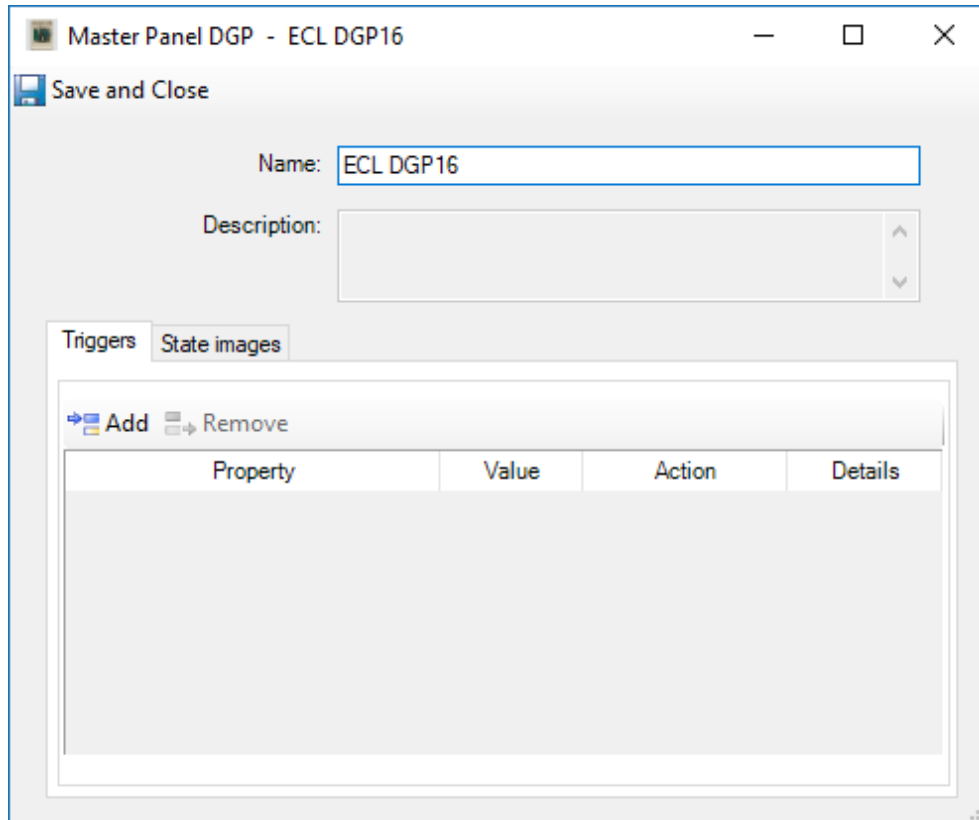 Master Panel DGP - ECL DGP16
Save and Close
Name: ECL DGP16
Description:
Triggers State images
Add Remove
Property Value Action Details